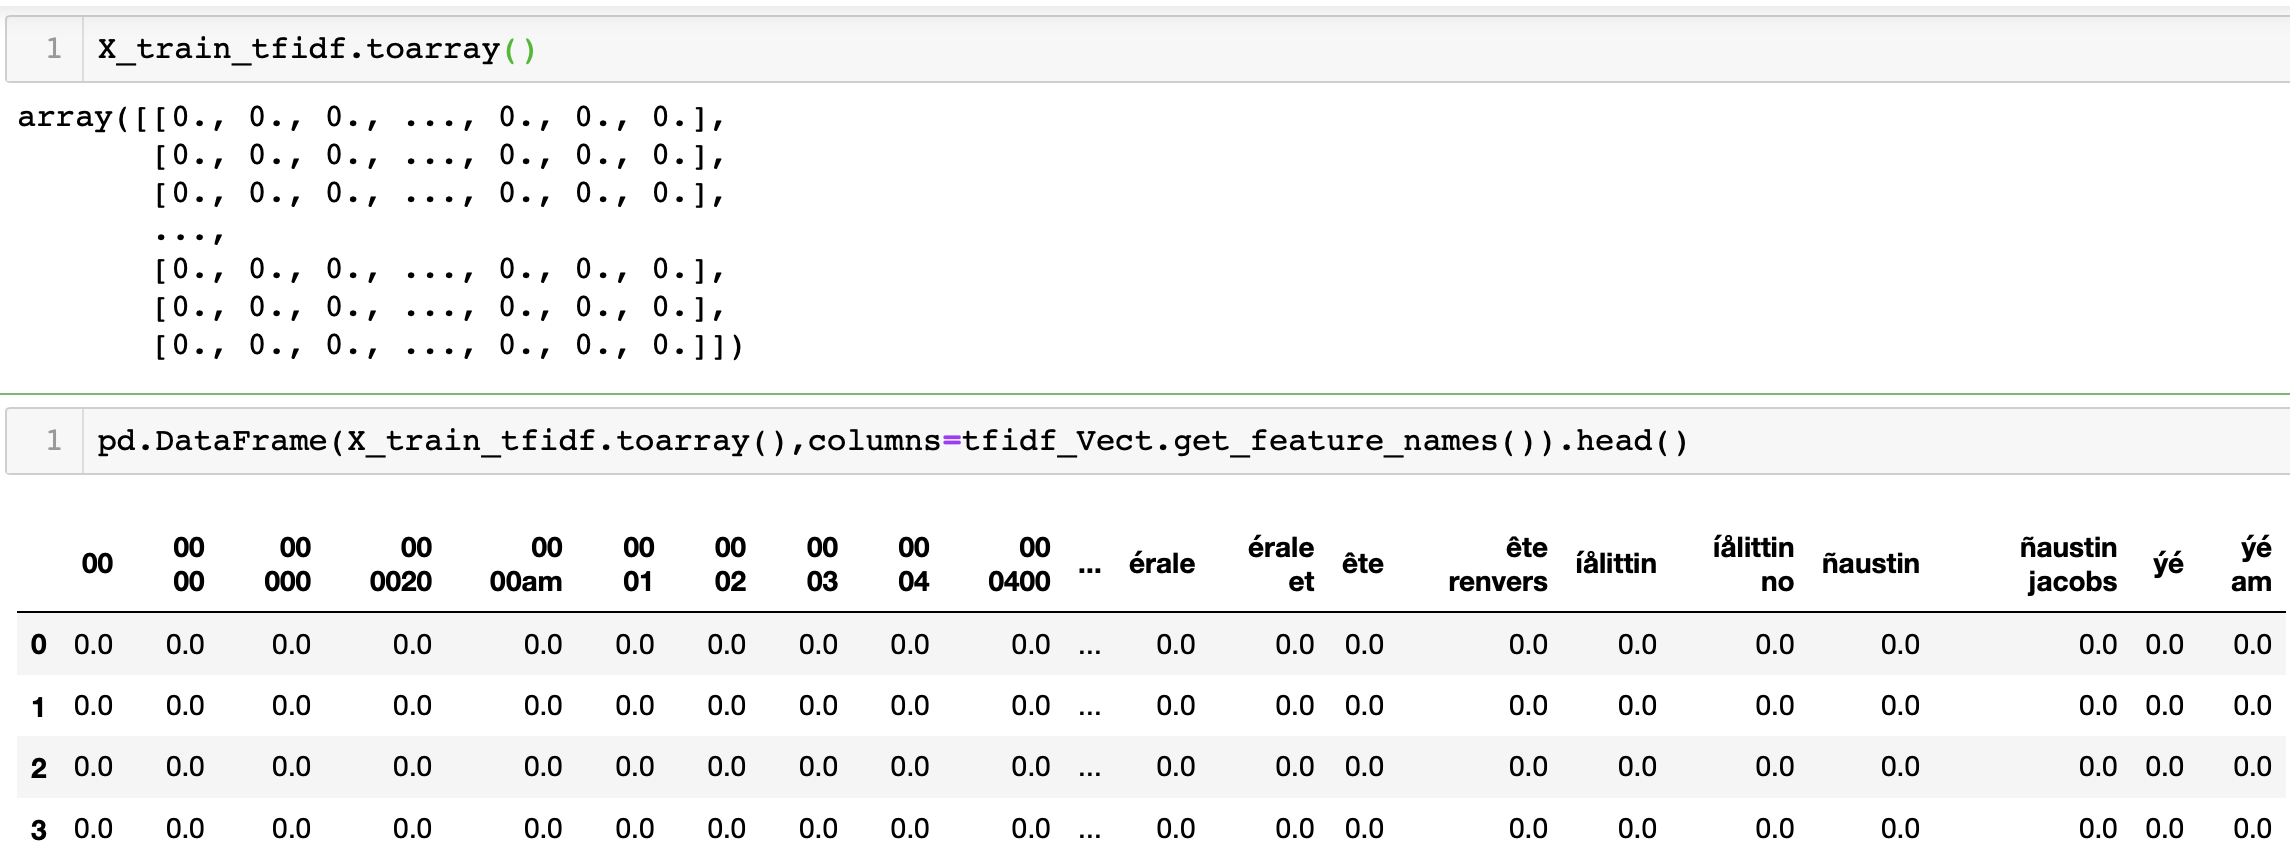 1 X_train_tfidf.toarray()
array([[0., 0., 0., ..., 0., 0., 0.],
[0., 0., 0., ..., 0., 0., 0.],
[0., 0., 0., ..., 0., 0., 0.],
...,
[0., 0., 0., ..., 0., 0., 0.],
[0., 0., 0., ..., 0., 0., 0.],
[0., 0., 0., ..., 0., 0., 0.]])
1 pd.DataFrame(X_train_tfidf.toarray(),columns=tfidf_Vect.get_feature_names()).head()
00 00 00 00 00 00 00 00 00 érale ête íålittin ýé
00 00 000 0020 00am 01 02 03 04 0400 ... érale et ête renvers íålittin no ñaustin ñaustin jacobs ýé am
0 0.0 0.0 0.0 0.0 0.0 0.0 0.0 0.0 0.0 0.0 ... 0.0 0.0 0.0 0.0 0.0 0.0 0.0 0.0 0.0 0.0
1 0.0 0.0 0.0 0.0 0.0 0.0 0.0 0.0 0.0 0.0 ... 0.0 0.0 0.0 0.0 0.0 0.0 0.0 0.0 0.0 0.0
2 0.0 0.0 0.0 0.0 0.0 0.0 0.0 0.0 0.0 0.0 ... 0.0 0.0 0.0 0.0 0.0 0.0 0.0 0.0 0.0 0.0
3 0.0 0.0 0.0 0.0 0.0 0.0 0.0 0.0 0.0 0.0 ... 0.0 0.0 0.0 0.0 0.0 0.0 0.0 0.0 0.0 0.0